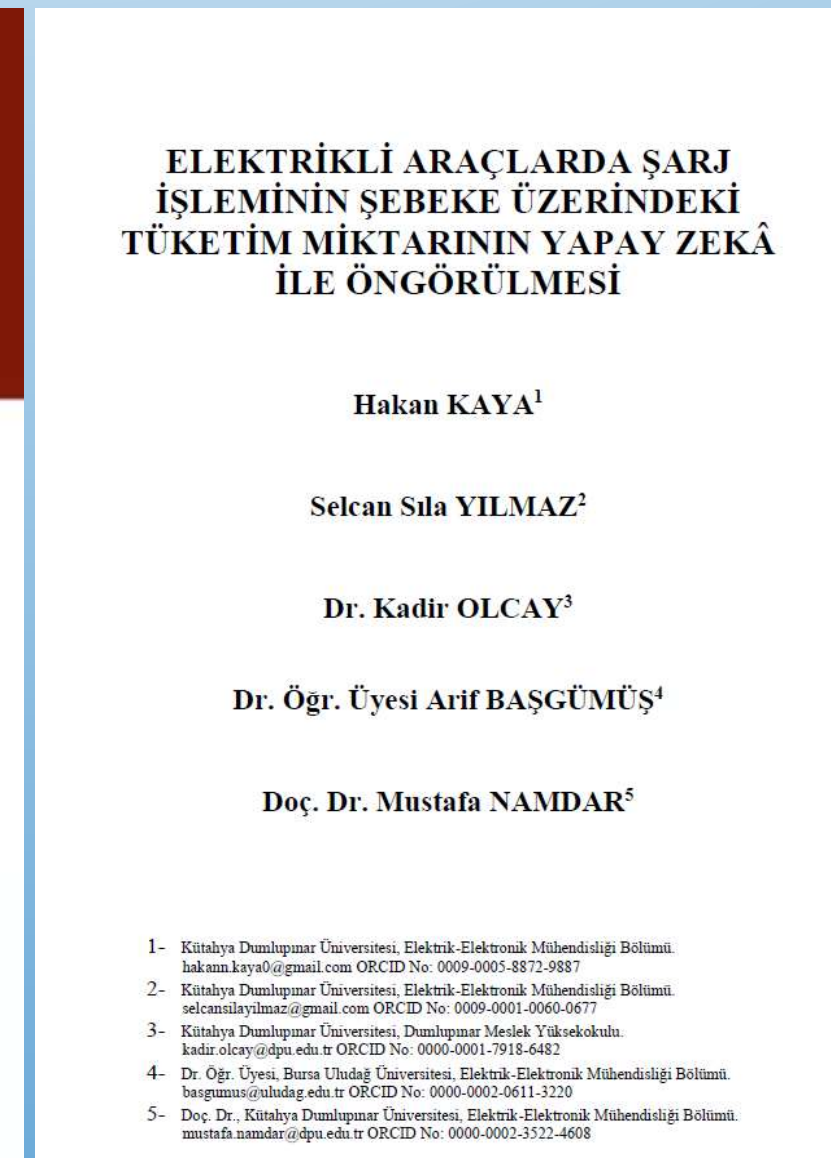 ELEKTRİKLİ ARAÇLARDA ŞARJ
İŞLEMİNİN ŞEBEKE ÜZERİNDEKİ
TÜKETİM MİKTARININ YAPAY ZEKÂ
İLE ÖNGÖRÜLMESİ
Hakan KAYA¹
Selcan Sıla YILMAZ²
Dr. Kadir OLCAY³
Dr. Öğr. Üyesi Arif BAŞGÜMÜŞ⁴
Doç. Dr. Mustafa NAMDAR⁵
1- Kütahya Dumlupınar Üniversitesi, Elektrik-Elektronik Mühendisliği Bölümü.
hakann.kaya0@gmail.com ORCID No: 0009-0005-8872-9887
2- Kütahya Dumlupınar Üniversitesi, Elektrik-Elektronik Mühendisliği Bölümü.
selcansilayilmaz@gmail.com ORCID No: 0009-0001-0060-0677
3- Kütahya Dumlupınar Üniversitesi, Dumlupınar Meslek Yüksekokulu.
kadir.olcay@dpu.edu.tr ORCID No: 0000-0001-7918-6482
4- Dr. Öğr. Üyesi, Bursa Uludağ Üniversitesi, Elektrik-Elektronik Mühendisliği Bölümü.
basgumus@uludag.edu.tr ORCID No: 0000-0002-0611-3220
5- Doç. Dr., Kütahya Dumlupınar Üniversitesi, Elektrik-Elektronik Mühendisliği Bölümü.
mustafa.namdar@dpu.edu.tr ORCID No: 0000-0002-3522-4608